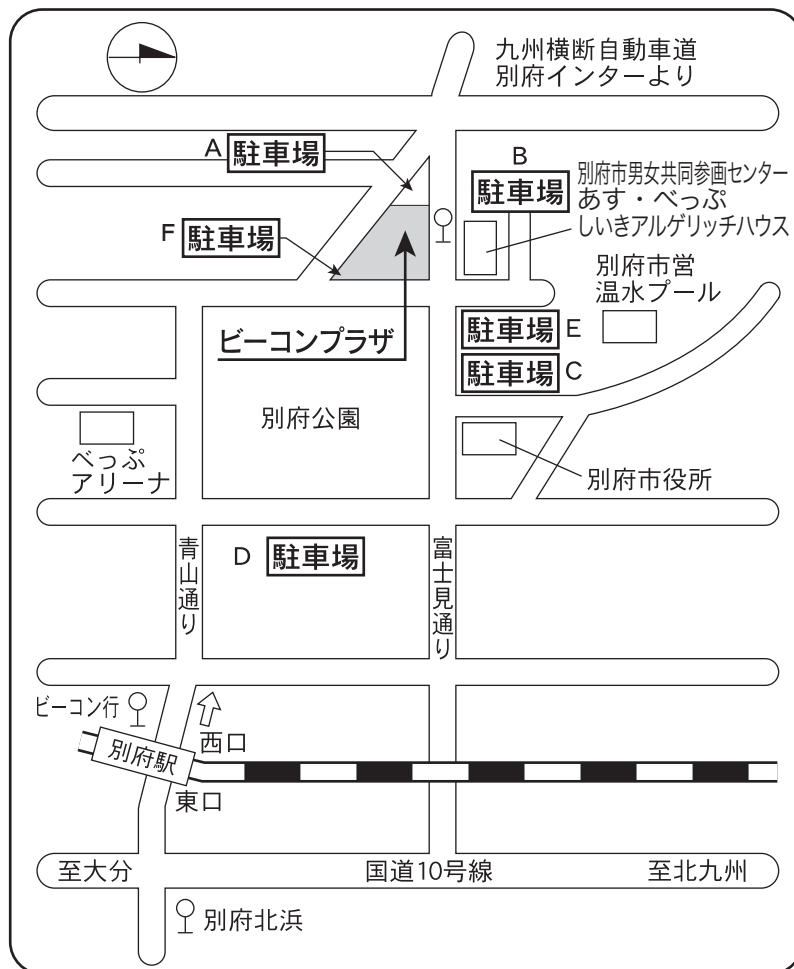 九州横断自動車道
別府インターより
A 駐車場
B
駐車場
別府市男女共同参画センター
あす・べっぷ
しいきアルゲリッチハウス
F 駐車場
別府市営
温水プール
ビーコンプラザ
駐車場 E
駐車場 C
別府公園
べっぷ
アリーナ
別府市役所
青山通り
D 駐車場
富士見通り
ビーコン行
別府駅
西口
東口
至大分
国道10号線
至北九州
別府北浜